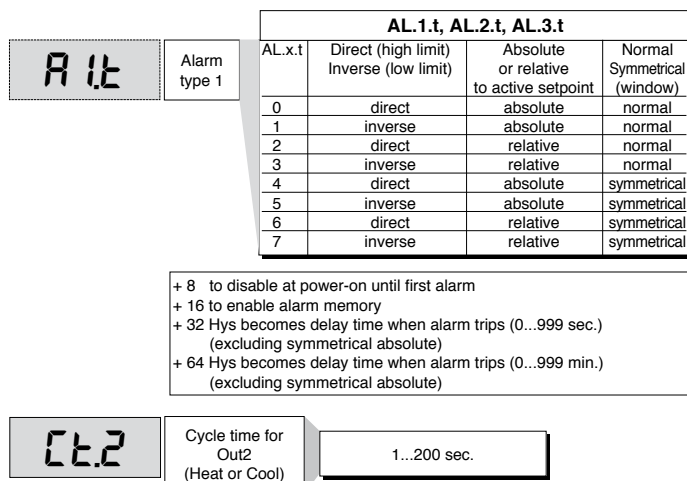 AL.1.t, AL.2.t, AL.3.t
A1.t
Alarm
type 1
AL.x.t Direct (high limit) Absolute Normal
Inverse (low limit) or relative Symmetrical
to active setpoint (window)
0 direct absolute normal
1 inverse absolute normal
2 direct relative normal
3 inverse relative normal
4 direct absolute symmetrical
5 inverse absolute symmetrical
6 direct relative symmetrical
7 inverse relative symmetrical
+ 8 to disable at power-on until first alarm
+ 16 to enable alarm memory
+ 32 Hys becomes delay time when alarm trips (0...999 sec.)
(excluding symmetrical absolute)
+ 64 Hys becomes delay time when alarm trips (0...999 min.)
(excluding symmetrical absolute)
Ct.2
Cycle time for
Out2
(Heat or Cool)
1...200 sec.